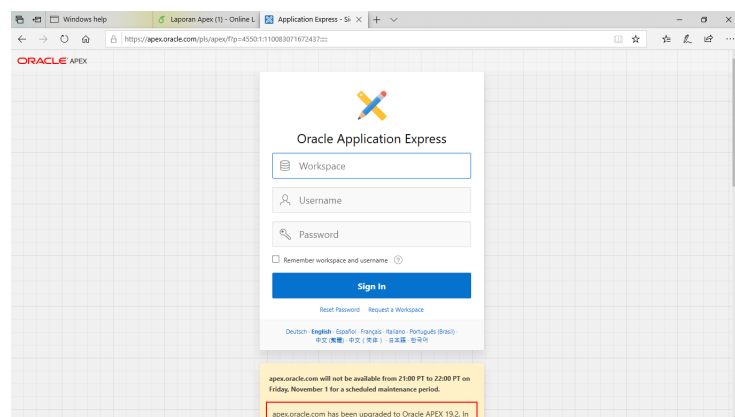 Windows help
Laporan Apex (1) - Online L
Application Express - Si
https://apex.oracle.com/pls/apex/f?p=4550:1:110083071672437:::::
ORACLE APEX
Oracle Application Express
Workspace
Username
Password
Remember workspace and username ?
Sign In
Reset Password Request a Workspace
Deutsch · English · Español · Français · Italiano · Português (Brasil) ·
中文 (繁體) · 中文 ( 简体 ) · 日本語 · 한국어
apex.oracle.com will not be available from 21:00 PT to 22:00 PT on
Friday, November 1 for a scheduled maintenance period.
apex.oracle.com has been upgraded to Oracle APEX 19.2. In